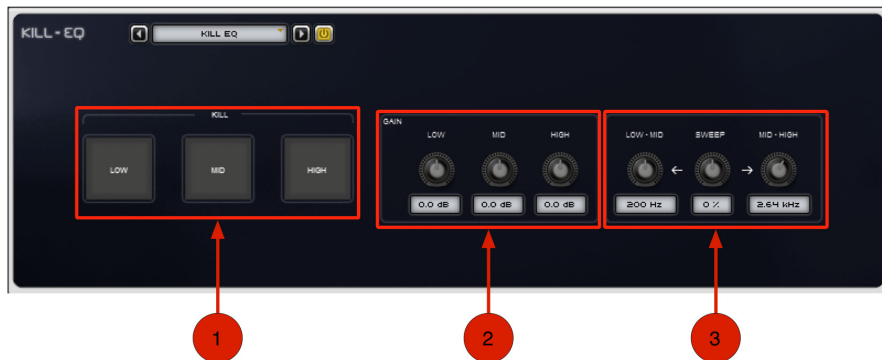 KILL-EQ
KILL EQ
KILL
LOW
MID
HIGH
GAIN
LOW MID HIGH
0.0 dB 0.0 dB 0.0 dB
LOW - MID SWEEP MID - HIGH
200 Hz 0 % 2.64 kHz
1
2
3